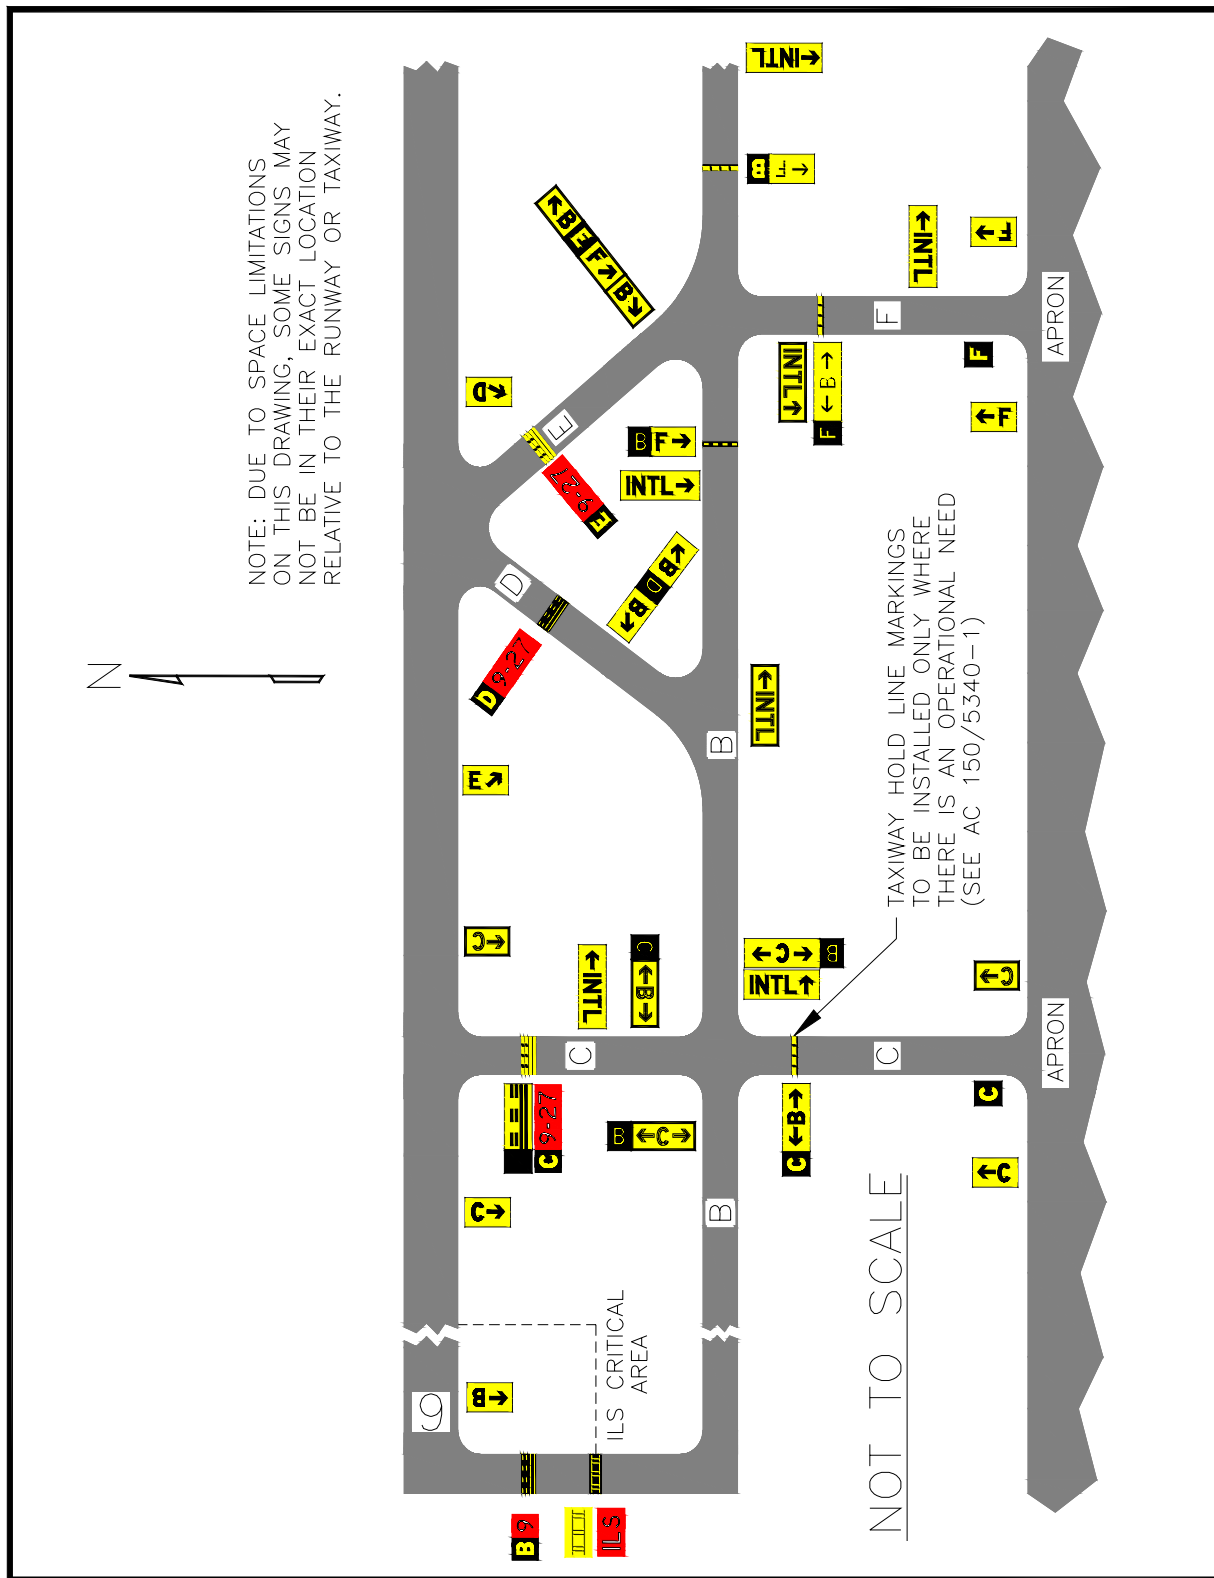 NOTE: DUE TO SPACE LIMITATIONS
ON THIS DRAWING, SOME SIGNS MAY
NOT BE IN THEIR EXACT LOCATION
RELATIVE TO THE RUNWAY OR TAXIWAY.
N
9
B 9
ILS
ILS CRITICAL
AREA
B→
C→
C 9-27
C
←INTL
←B→ C
B ←C→
C→
E↘
D 9-27
D
D↘
E 9-27
E
↖B E F↗ B↘
←B D B→
B F→
INTL→
B
B
←INTL
←C→ B
INTL↑
C ←B→
C
C
←C
C→
APRON
TAXIWAY HOLD LINE MARKINGS
TO BE INSTALLED ONLY WHERE
THERE IS AN OPERATIONAL NEED
(SEE AC 150/5340-1)
←INTL
B F→
INTL↑
F ←B→
F
←INTL
F
←F
←F
APRON
NOT TO SCALE